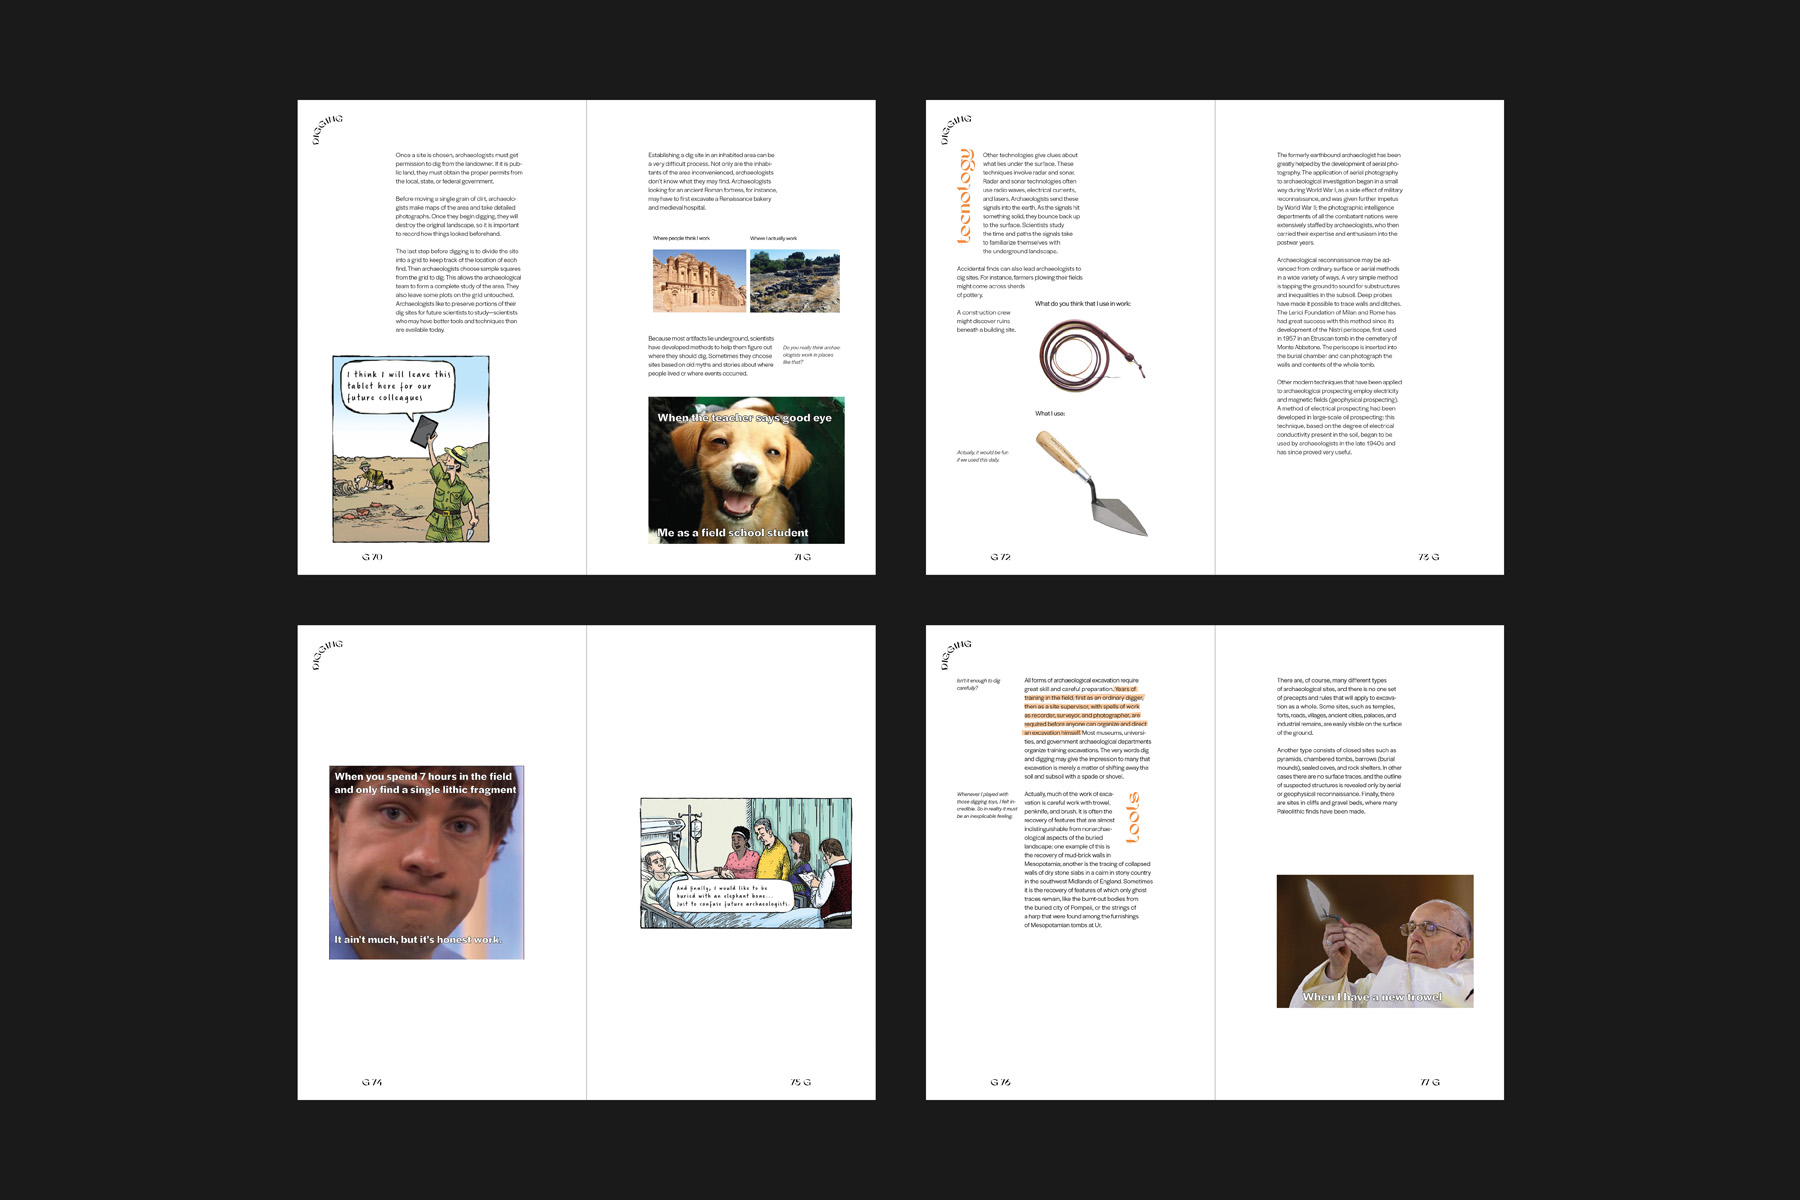 DIGGING
Once a site is chosen, archaeologists must get
permission to dig from the landowner. If it is pub-
lic land, they must obtain the proper permits from
the local, state, or federal government.
Before moving a single grain of dirt, archaeolo-
gists make maps of the area and take detailed
photographs. Once they begin digging, they will
destroy the original landscape, so it is important
to record how things looked beforehand.
The last step before digging is to divide the site
into a grid to keep track of the location of each
find. Then archaeologists choose sample squares
from the grid to dig. This allows the archaeological
team to form a complete study of the area. They
also leave some plots on the grid untouched.
Archaeologists like to preserve portions of their
dig sites for future scientists to study—scientists
who may have better tools and techniques than
are available today.
I think I will leave this
tablet here for our
future colleagues
G 70
Establishing a dig site in an inhabited area can be
a very difficult process. Not only are the inhabi-
tants of the area inconvenienced, archaeologists
don't know what they may find. Archaeologists
looking for an ancient Roman fortress, for instance,
may have to first excavate a Renaissance bakery
and medieval hospital.
Where people think I work
Where I actually work
Because most artifacts lie underground, scientists
have developed methods to help them figure out
where they should dig. Sometimes they choose
sites based on old myths and stories about where
people lived or where events occurred.
Do you really think archae
ologists work in places
like that?
When the teacher says good eye
Me as a field school student
71 G
DIGGING
tecnology
Other technologies give clues about
what lies under the surface. These
techniques involve radar and sonar.
Radar and sonar technologies often
use radio waves, electrical currents,
and lasers. Archaeologists send these
signals into the earth. As the signals hit
something solid, they bounce back up
to the surface. Scientists study
the time and paths the signals take
to familiarize themselves with
the underground landscape.
Accidental finds can also lead archaeologists to
dig sites. For instance, farmers plowing their fields
might come across sherds
of pottery.
A construction crew
might discover ruins
beneath a building site.
What do you think that I use in work:
What I use:
Actually, it would be fun
if we used this daily.
G 72
The formerly earthbound archaeologist has been
greatly helped by the development of aerial pho-
tography. The application of aerial photography
to archaeological investigation began in a small
way during World War I, as a side effect of military
reconnaissance, and was given further impetus
by World War II; the photographic intelligence
departments of all the combatant nations were
extensively staffed by archaeologists, who then
carried their expertise and enthusiasm into the
postwar years.
Archaeological reconnaissance may be ad-
vanced from ordinary surface or aerial methods
in a wide variety of ways. A very simple method
is tapping the ground to sound for substructures
and inequalities in the subsoil. Deep probes
have made it possible to trace walls and ditches.
The Lerici Foundation of Milan and Rome has
had great success with this method since its
development of the Nistri periscope, first used
in 1957 in an Etruscan tomb in the cemetery of
Monte Abbatone. The periscope is inserted into
the burial chamber and can photograph the
walls and contents of the whole tomb.
Other modern techniques that have been applied
to archaeological prospecting employ electricity
and magnetic fields (geophysical prospecting).
A method of electrical prospecting had been
developed in large-scale oil prospecting: this
technique, based on the degree of electrical
conductivity present in the soil, began to be
used by archaeologists in the late 1940s and
has since proved very useful.
73 G
DIGGING
When you spend 7 hours in the field
and only find a single lithic fragment
It ain't much, but it's honest work.
G 74
And finally, I would like to be
buried with an elephant bone...
just to confuse future archaeologists.
75 G
DIGGING
Isn't it enough to dig
carefully?
All forms of archaeological excavation require
great skill and careful preparation. Years of
training in the field, first as an ordinary digger,
then as a site supervisor, with spells of work
as recorder, surveyor, and photographer, are
required before anyone can organize and direct
an excavation himself. Most museums, universi-
ties, and government archaeological departments
organize training excavations. The very words dig
and digging may give the impression to many that
excavation is merely a matter of shifting away the
soil and subsoil with a spade or shovel.
Whenever I played with
those digging toys, I felt in-
credible. So in reality it must
be an inexplicable feeling.
Actually, much of the work of exca-
vation is careful work with trowel,
penknife, and brush. It is often the
recovery of features that are almost
indistinguishable from nonarchae-
ological aspects of the buried
landscape: one example of this is
the recovery of mud-brick walls in
Mesopotamia; another is the tracing of collapsed
walls of dry stone slabs in a cairn in stony country
in the southwest Midlands of England. Sometimes
it is the recovery of features of which only ghost
traces remain, like the burnt-out bodies from
the buried city of Pompeii, or the strings of
a harp that were found among the furnishings
of Mesopotamian tombs at Ur.
tools
G 76
There are, of course, many different types
of archaeological sites, and there is no one set
of precepts and rules that will apply to excava-
tion as a whole. Some sites, such as temples,
forts, roads, villages, ancient cities, palaces, and
industrial remains, are easily visible on the surface
of the ground.
Another type consists of closed sites such as
pyramids, chambered tombs, barrows (burial
mounds), sealed caves, and rock shelters. In other
cases there are no surface traces, and the outline
of suspected structures is revealed only by aerial
or geophysical reconnaissance. Finally, there
are sites in cliffs and gravel beds, where many
Paleolithic finds have been made.
When I have a new trowel
77 G